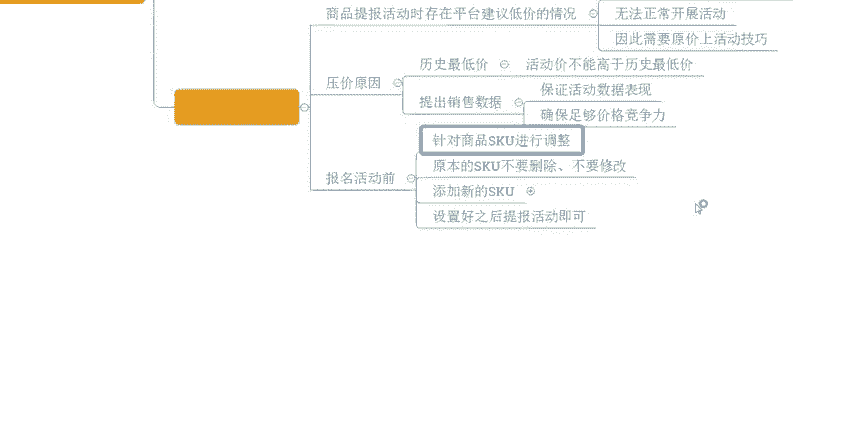 商品提报活动时存在平台建议低价的情况
无法正常开展活动
因此需要原价上活动技巧
压价原因
历史最低价
活动价不能高于历史最低价
提出销售数据
保证活动数据表现
确保足够价格竞争力
报名活动前
针对商品SKU进行调整
原本的SKU不要删除、不要修改
添加新的SKU
设置好之后提报活动即可